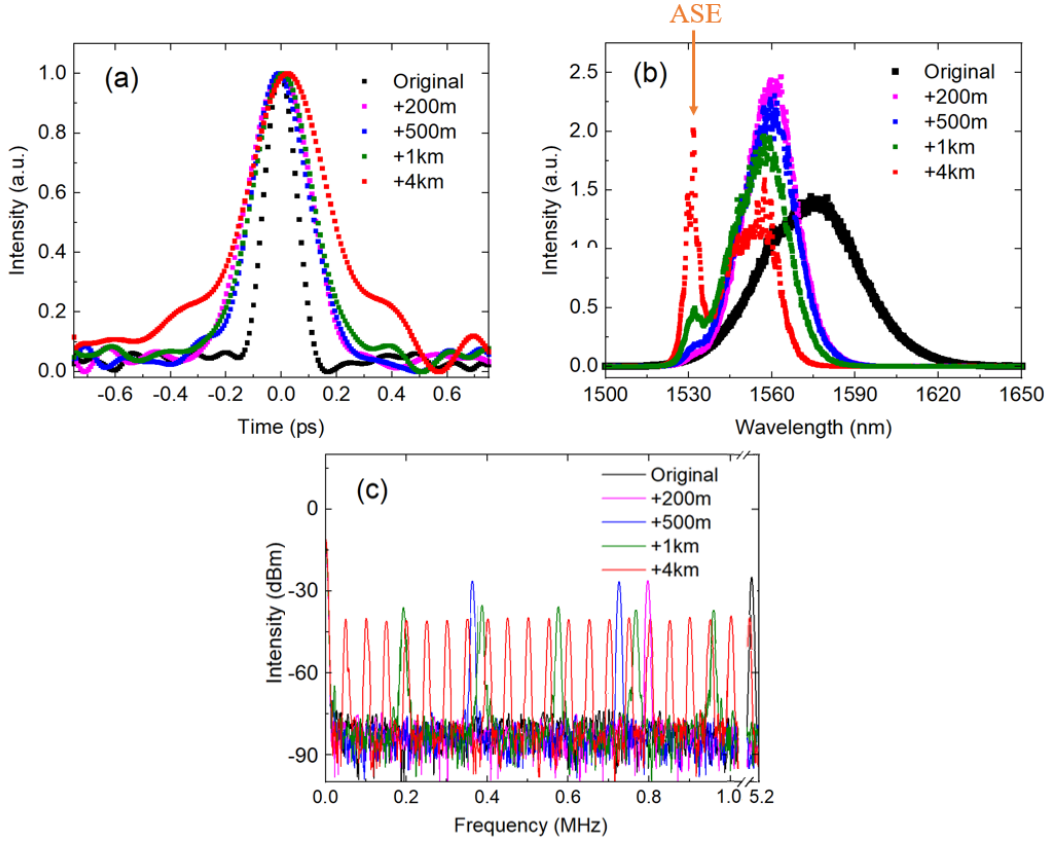 ASE
(a)
Original
+200m
+500m
+1km
+4km
1.0
0.8
0.6
0.4
0.2
0.0
Intensity (a.u.)
-0.6
-0.4
-0.2
0.0
0.2
0.4
0.6
Time (ps)
(b)
Original
+200m
+500m
+1km
+4km
2.5
2.0
1.5
1.0
0.5
0.0
Intensity (a.u.)
1500
1530
1560
1590
1620
1650
Wavelength (nm)
(c)
Original
+200m
+500m
+1km
+4km
0
-30
-60
-90
Intensity (dBm)
0.0
0.2
0.4
0.6
0.8
1.0
5.2
Frequency (MHz)